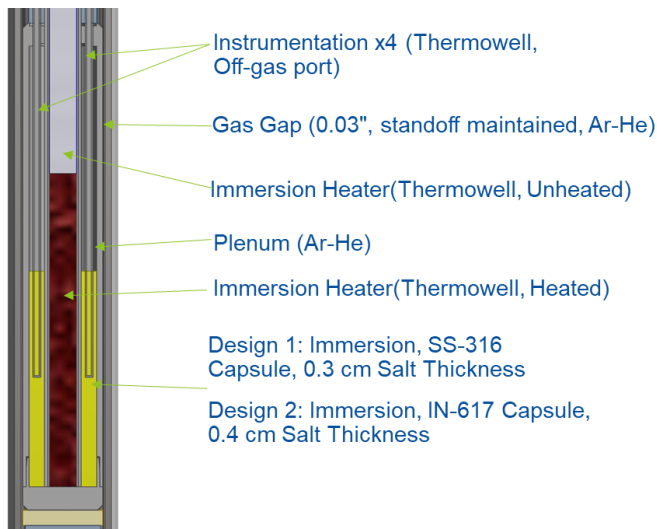 Instrumentation x4 (Thermowell,
Off-gas port)
Gas Gap (0.03", standoff maintained, Ar-He)
Immersion Heater(Thermowell, Unheated)
Plenum (Ar-He)
Immersion Heater(Thermowell, Heated)
Design 1: Immersion, SS-316
Capsule, 0.3 cm Salt Thickness
Design 2: Immersion, IN-617 Capsule,
0.4 cm Salt Thickness